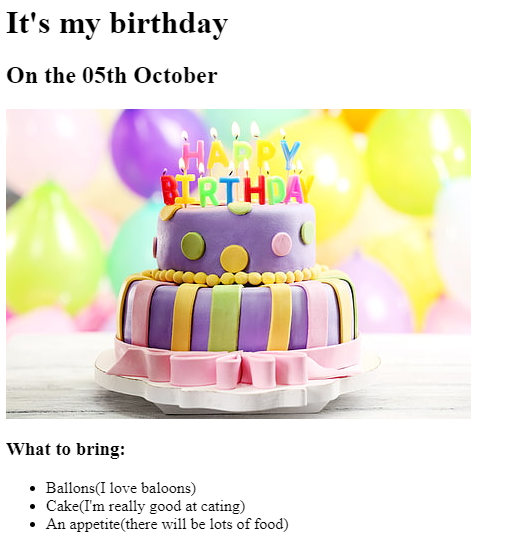 It's my birthday
On the 05th October
HAPPY
BIRTHDAY
What to bring:
Ballons(I love baloons)
Cake(I'm really good at cating)
An appetite(there will be lots of food)